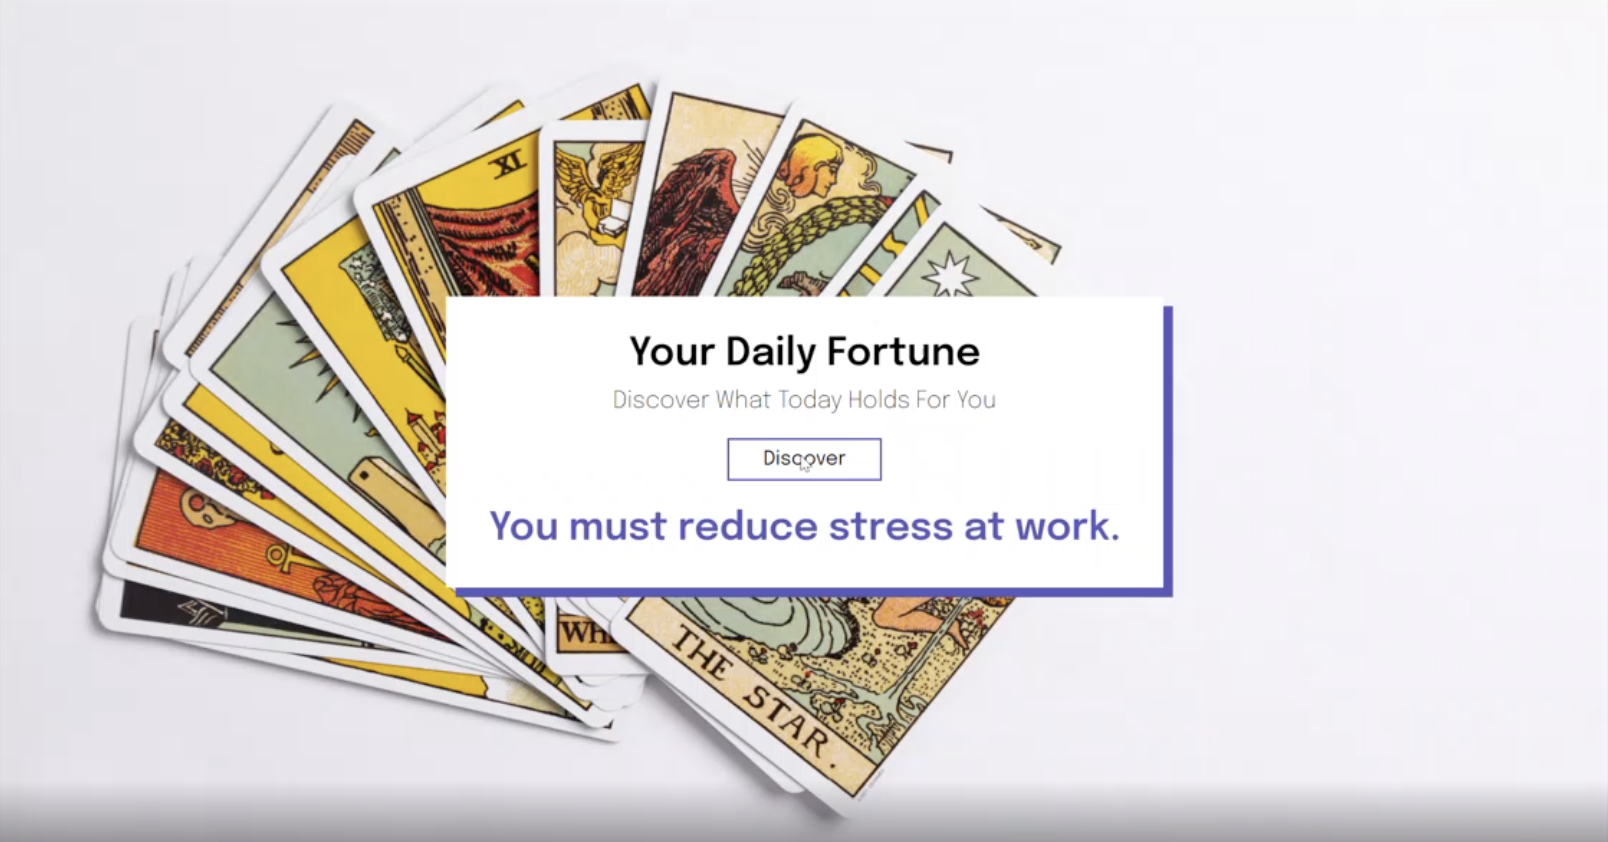 XI
Your Daily Fortune
Discover What Today Holds For You
Discover
You must reduce stress at work.
WH
THE STAR.